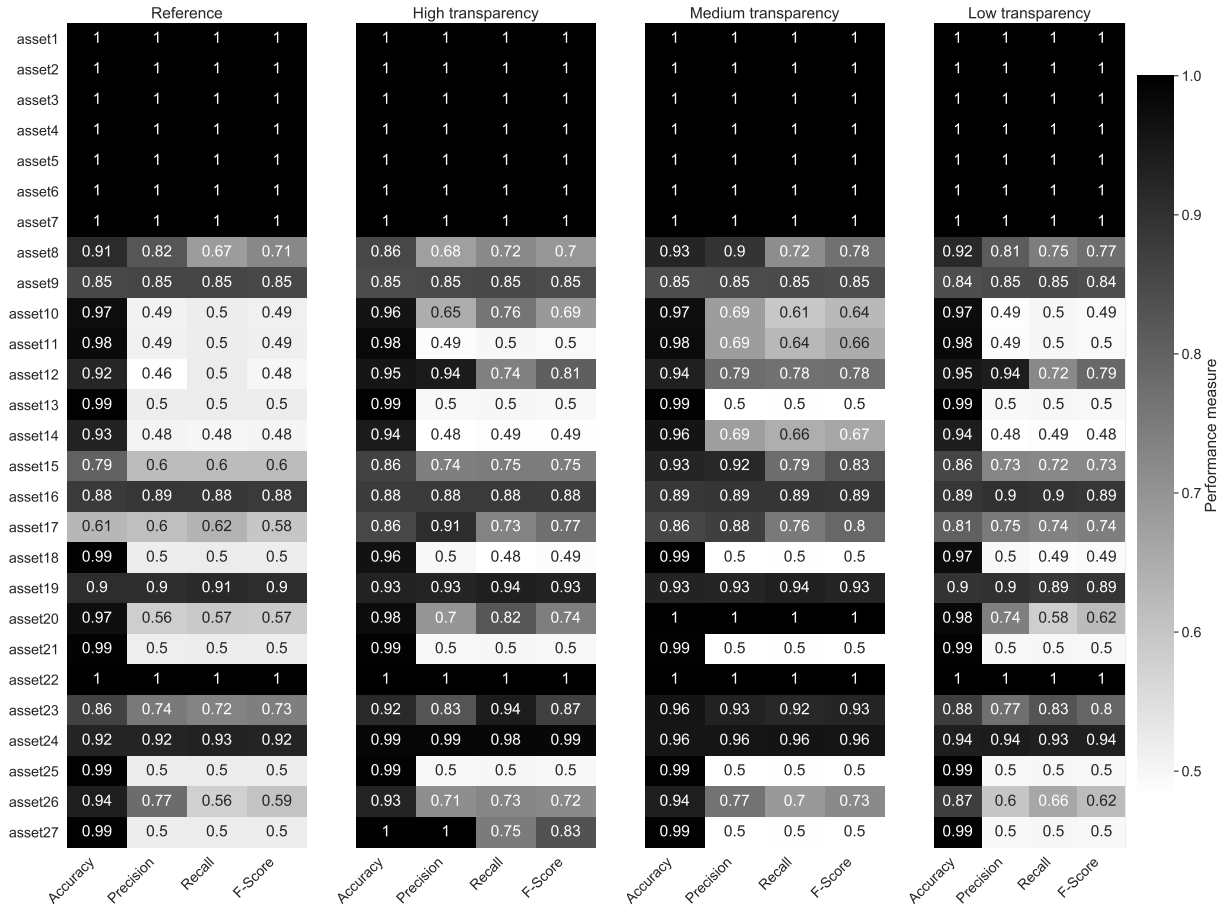 Reference High transparency Medium transparency Low transparency
asset1 1 1 1 1 1 1 1 1 1 1 1 1 1 1 1 1
asset2 1 1 1 1 1 1 1 1 1 1 1 1 1 1 1 1
asset3 1 1 1 1 1 1 1 1 1 1 1 1 1 1 1 1
asset4 1 1 1 1 1 1 1 1 1 1 1 1 1 1 1 1
asset5 1 1 1 1 1 1 1 1 1 1 1 1 1 1 1 1
asset6 1 1 1 1 1 1 1 1 1 1 1 1 1 1 1 1
asset7 1 1 1 1 1 1 1 1 1 1 1 1 1 1 1 1
asset8 0.91 0.82 0.67 0.71 0.86 0.68 0.72 0.7 0.93 0.9 0.72 0.78 0.92 0.81 0.75 0.77
asset9 0.85 0.85 0.85 0.85 0.85 0.85 0.85 0.85 0.85 0.85 0.85 0.85 0.84 0.85 0.85 0.84
asset10 0.97 0.49 0.5 0.49 0.96 0.65 0.76 0.69 0.97 0.69 0.61 0.64 0.97 0.49 0.5 0.49
asset11 0.98 0.49 0.5 0.49 0.98 0.49 0.5 0.5 0.98 0.69 0.64 0.66 0.98 0.49 0.5 0.5
asset12 0.92 0.46 0.5 0.48 0.95 0.94 0.74 0.81 0.94 0.79 0.78 0.78 0.95 0.94 0.72 0.79
asset13 0.99 0.5 0.5 0.5 0.99 0.5 0.5 0.5 0.99 0.5 0.5 0.5 0.99 0.5 0.5 0.5
asset14 0.93 0.48 0.48 0.48 0.94 0.48 0.49 0.49 0.96 0.69 0.66 0.67 0.94 0.48 0.49 0.48
asset15 0.79 0.6 0.6 0.6 0.86 0.74 0.75 0.75 0.93 0.92 0.79 0.83 0.86 0.73 0.72 0.73
asset16 0.88 0.89 0.88 0.88 0.88 0.88 0.88 0.88 0.89 0.89 0.89 0.89 0.89 0.9 0.9 0.89
asset17 0.61 0.6 0.62 0.58 0.86 0.91 0.73 0.77 0.86 0.88 0.76 0.8 0.81 0.75 0.74 0.74
asset18 0.99 0.5 0.5 0.5 0.96 0.5 0.48 0.49 0.99 0.5 0.5 0.5 0.97 0.5 0.49 0.49
asset19 0.9 0.9 0.91 0.9 0.93 0.93 0.94 0.93 0.93 0.93 0.94 0.93 0.9 0.9 0.89 0.89
asset20 0.97 0.56 0.57 0.57 0.98 0.7 0.82 0.74 1 1 1 1 0.98 0.74 0.58 0.62
asset21 0.99 0.5 0.5 0.5 0.99 0.5 0.5 0.5 0.99 0.5 0.5 0.5 0.99 0.5 0.5 0.5
asset22 1 1 1 1 1 1 1 1 1 1 1 1 1 1 1 1
asset23 0.86 0.74 0.72 0.73 0.92 0.83 0.94 0.87 0.96 0.93 0.92 0.93 0.88 0.77 0.83 0.8
asset24 0.92 0.92 0.93 0.92 0.99 0.99 0.98 0.99 0.96 0.96 0.96 0.96 0.94 0.94 0.93 0.94
asset25 0.99 0.5 0.5 0.5 0.99 0.5 0.5 0.5 0.99 0.5 0.5 0.5 0.99 0.5 0.5 0.5
asset26 0.94 0.77 0.56 0.59 0.93 0.71 0.73 0.72 0.94 0.77 0.7 0.73 0.87 0.6 0.66 0.62
asset27 0.99 0.5 0.5 0.5 1 1 0.75 0.83 0.99 0.5 0.5 0.5 0.99 0.5 0.5 0.5
Accuracy Precision Recall F-Score Accuracy Precision Recall F-Score Accuracy Precision Recall F-Score Accuracy Precision Recall F-Score
1.0
0.9
0.8
0.7
0.6
0.5
Performance measure